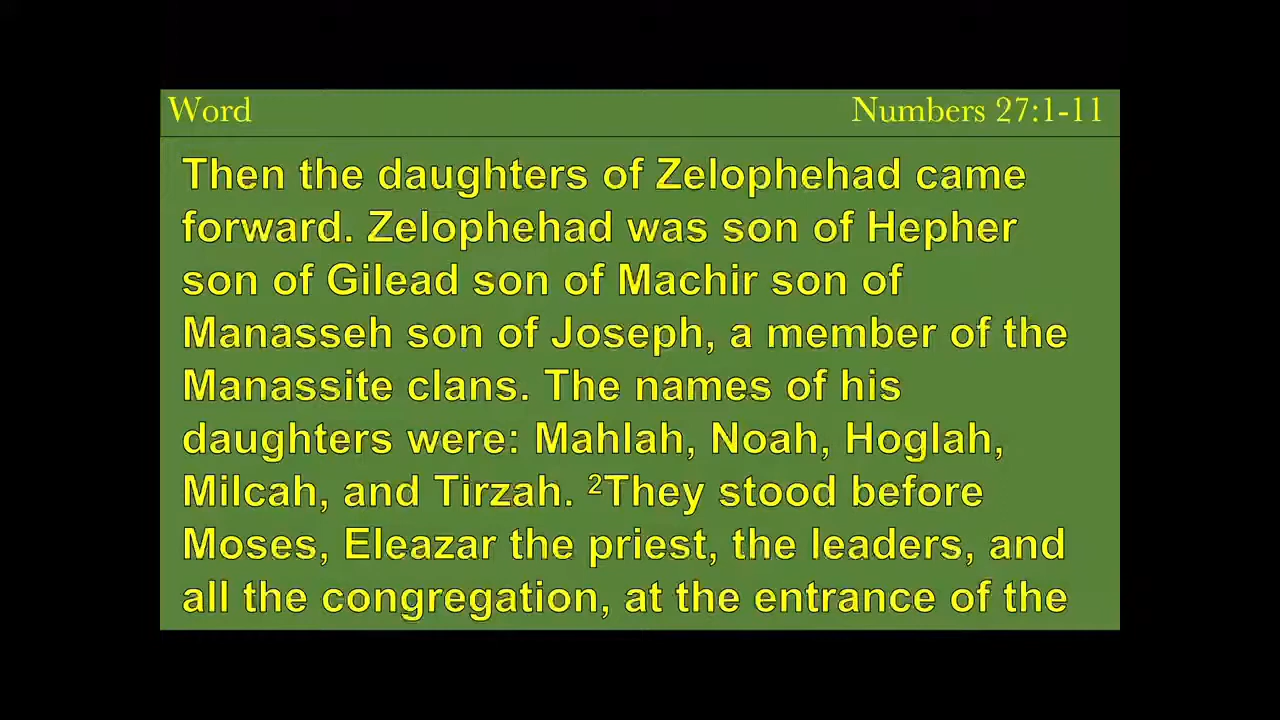 Word Numbers 27:1-11
Then the daughters of Zelophehad came
forward. Zelophehad was son of Hepher
son of Gilead son of Machir son of
Manasseh son of Joseph, a member of the
Manassite clans. The names of his
daughters were: Mahlah, Noah, Hoglah,
Milcah, and Tirzah. ²They stood before
Moses, Eleazar the priest, the leaders, and
all the congregation, at the entrance of the